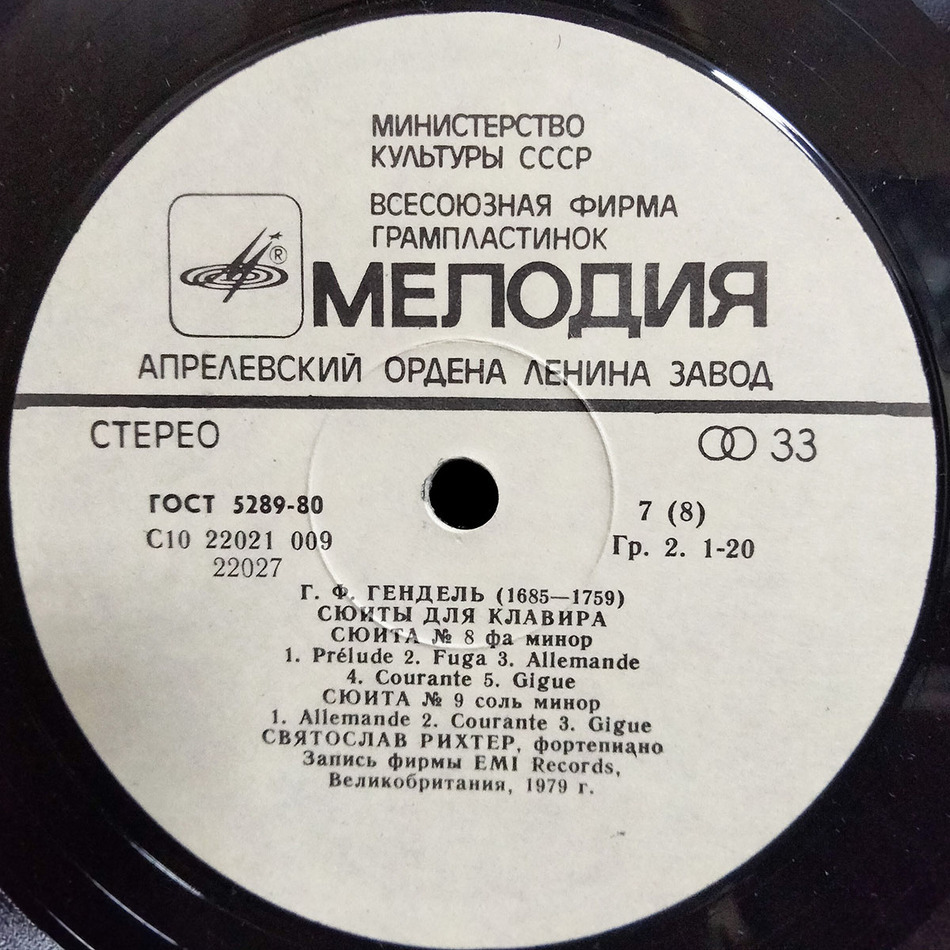 МИНИСТЕРСТВО
КУЛЬТУРЫ СССР
ВСЕСОЮЗНАЯ ФИРМА
ГРАМПЛАСТИНОК
®
МЕЛОДИЯ
АПРЕЛЕВСКИЙ ОРДЕНА ЛЕНИНА ЗАВОД
СТЕРЕО
33
ГОСТ 5289-80
7 (8)
С10 22021 009
Гр. 2. 1-20
22027
Г. Ф. ГЕНДЕЛЬ (1685—1759)
СЮИТЫ ДЛЯ КЛАВИРА
СЮИТА № 8 фа минор
1. Prélude 2. Fuga 3. Allemande
4. Courante 5. Gigue
СЮИТА № 9 соль минор
1. Allemande 2. Courante 3. Gigue
СВЯТОСЛАВ РИХТЕР, фортепиано
Запись фирмы EMI Records,
Великобритания, 1979 г.